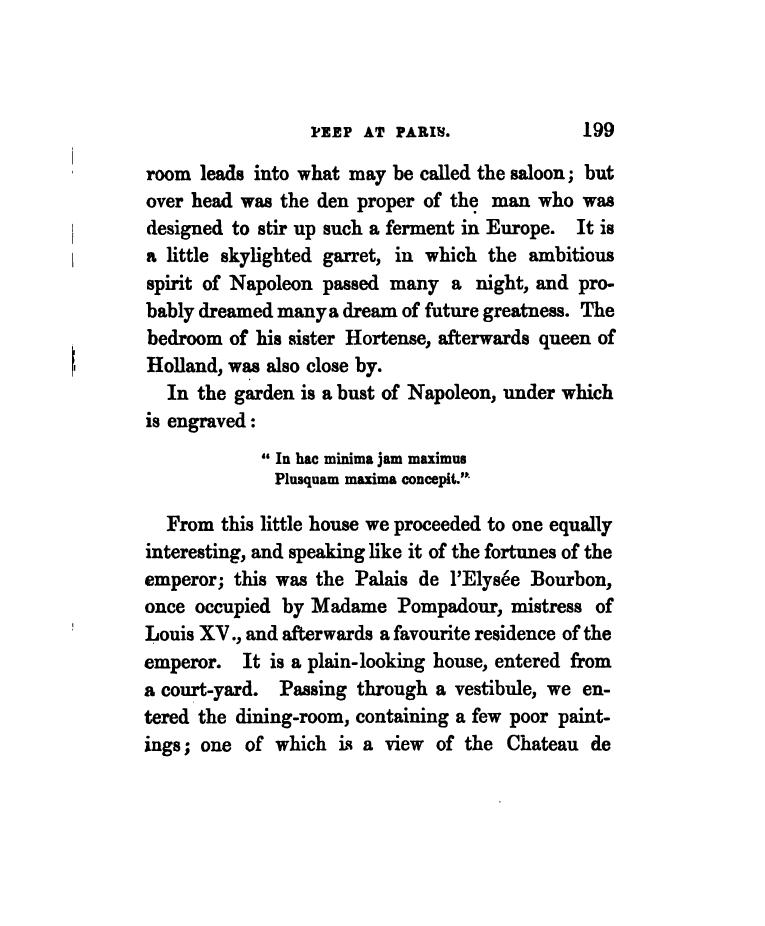 PEEP AT PARIS. 199
room leads into what may be called the saloon; but
over head was the den proper of the man who was
designed to stir up such a ferment in Europe. It is
a little skylighted garret, in which the ambitious
spirit of Napoleon passed many a night, and pro-
bably dreamed many a dream of future greatness. The
bedroom of his sister Hortense, afterwards queen of
Holland, was also close by.
In the garden is a bust of Napoleon, under which
is engraved:
“ In hac minima jam maximus
Plusquam maxima concepit.”
From this little house we proceeded to one equally
interesting, and speaking like it of the fortunes of the
emperor; this was the Palais de l'Elysée Bourbon,
once occupied by Madame Pompadour, mistress of
Louis XV., and afterwards a favourite residence of the
emperor. It is a plain-looking house, entered from
a court-yard. Passing through a vestibule, we en-
tered the dining-room, containing a few poor paint-
ings; one of which is a view of the Chateau de